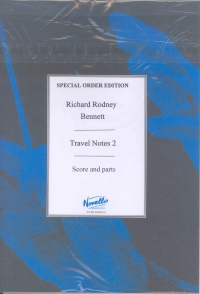 SPECIAL ORDER EDITION
Richard Rodney
Bennett
Travel Notes 2
Score and parts
Novello